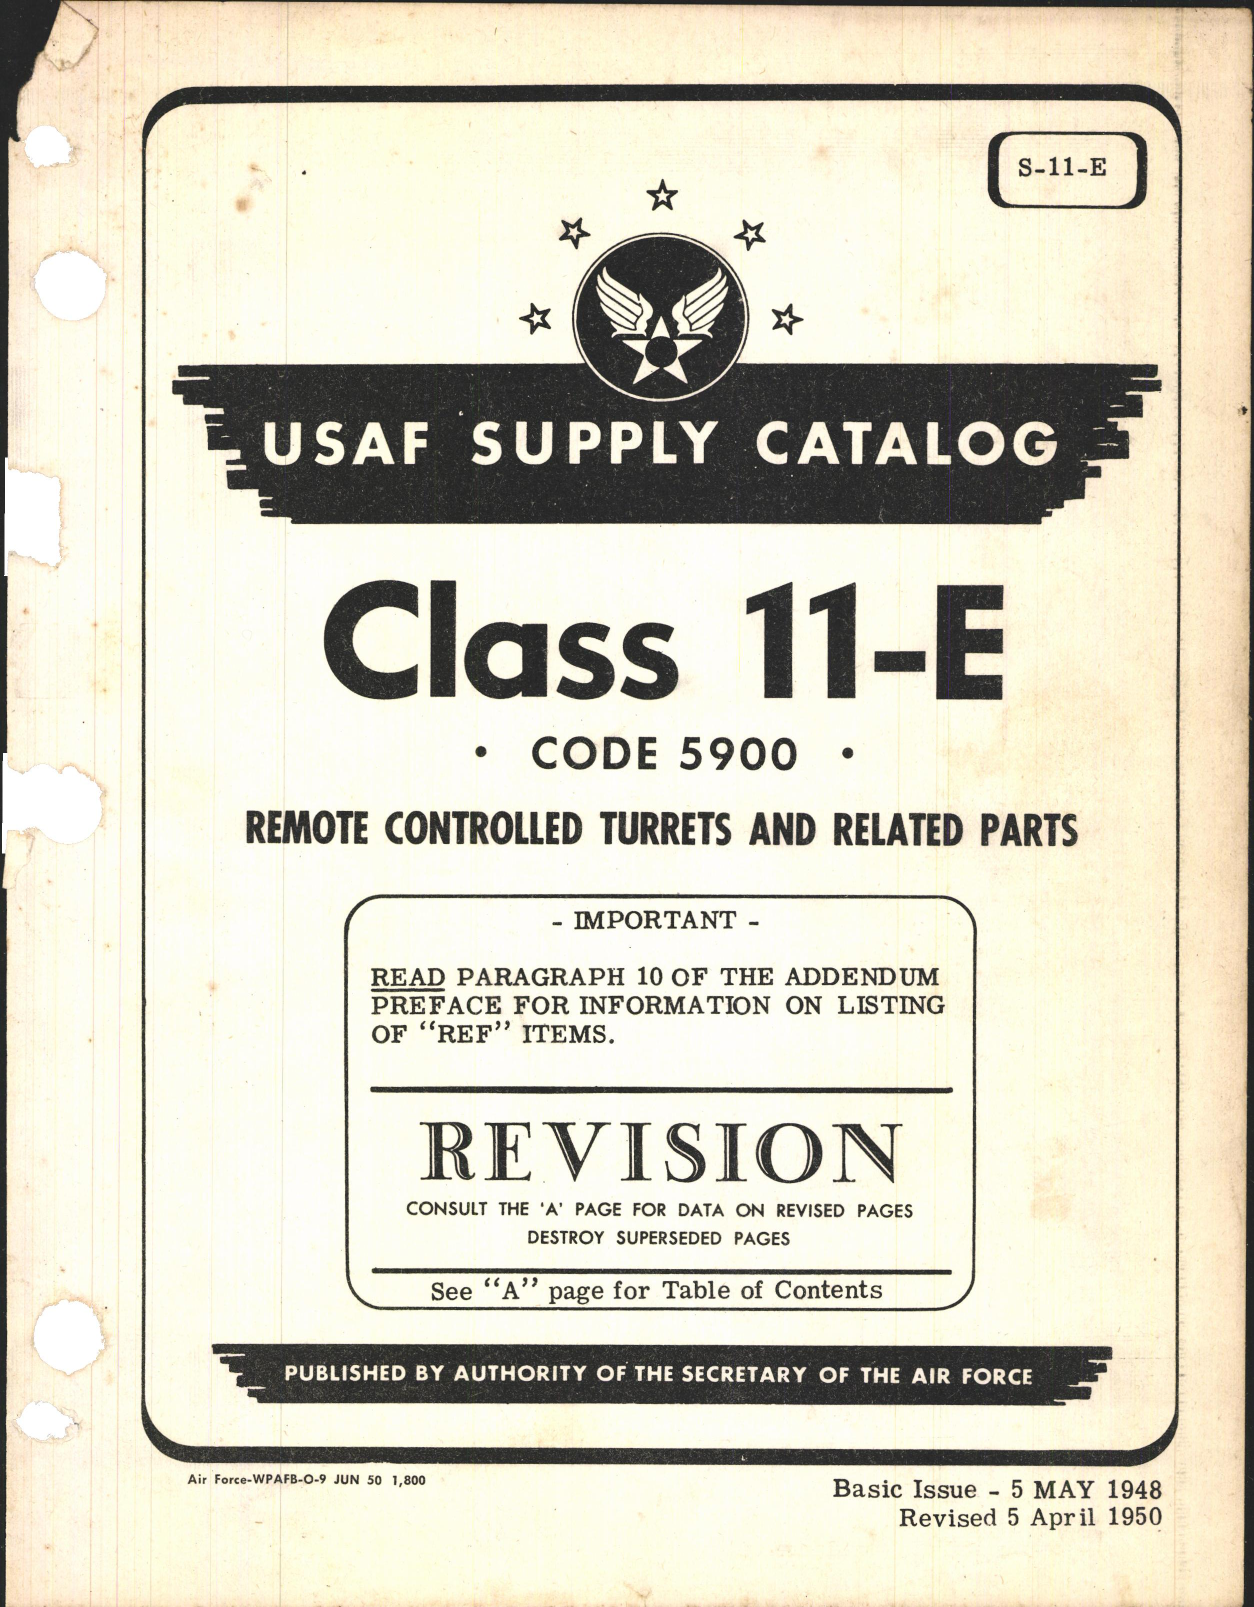 S-11-E
USAF SUPPLY CATALOG
Class 11-E
• CODE 5900 •
REMOTE CONTROLLED TURRETS AND RELATED PARTS
- IMPORTANT -
READ PARAGRAPH 10 OF THE ADDENDUM
PREFACE FOR INFORMATION ON LISTING
OF “REF” ITEMS.
REVISION
CONSULT THE 'A' PAGE FOR DATA ON REVISED PAGES
DESTROY SUPERSEDED PAGES
See “A” page for Table of Contents
PUBLISHED BY AUTHORITY OF THE SECRETARY OF THE AIR FORCE
Air Force-WPAFB-O-9 JUN 50 1,800
Basic Issue - 5 MAY 1948
Revised 5 April 1950